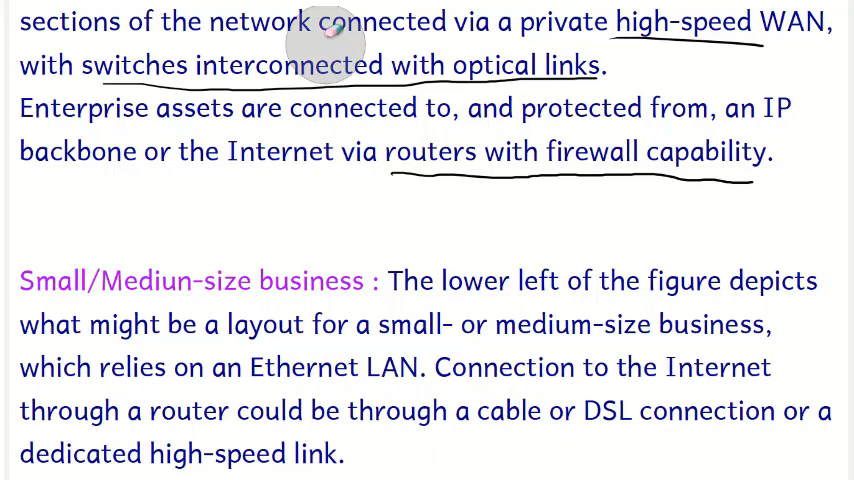 sections of the network connected via a private high-speed WAN,
with switches interconnected with optical links.
Enterprise assets are connected to, and protected from, an IP
backbone or the Internet via routers with firewall capability.
Small/Mediun-size business : The lower left of the figure depicts
what might be a layout for a small- or medium-size business,
which relies on an Ethernet LAN. Connection to the Internet
through a router could be through a cable or DSL connection or a
dedicated high-speed link.